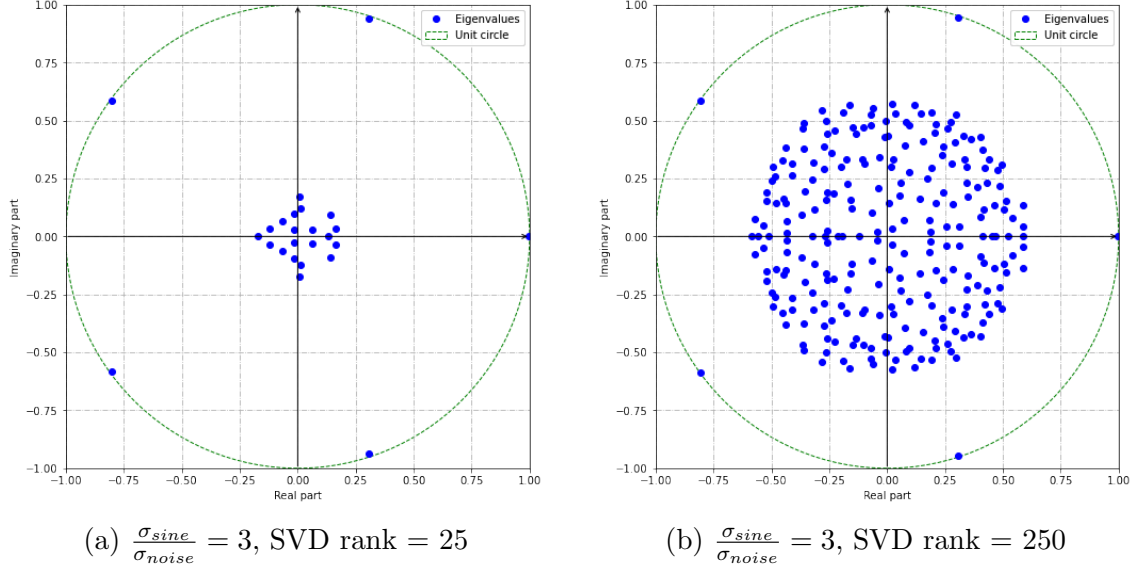 1.00
0.75
0.50
0.25
0.00
−0.25
−0.50
−0.75
−1.00
Imaginary part
Eigenvalues
Unit circle
−1.00 −0.75 −0.50 −0.25 0.00 0.25 0.50 0.75 1.00
Real part
(a) σ_sine/σ_noise = 3, SVD rank = 25
1.00
0.75
0.50
0.25
0.00
−0.25
−0.50
−0.75
−1.00
Imaginary part
Eigenvalues
Unit circle
−1.00 −0.75 −0.50 −0.25 0.00 0.25 0.50 0.75 1.00
Real part
(b) σ_sine/σ_noise = 3, SVD rank = 250